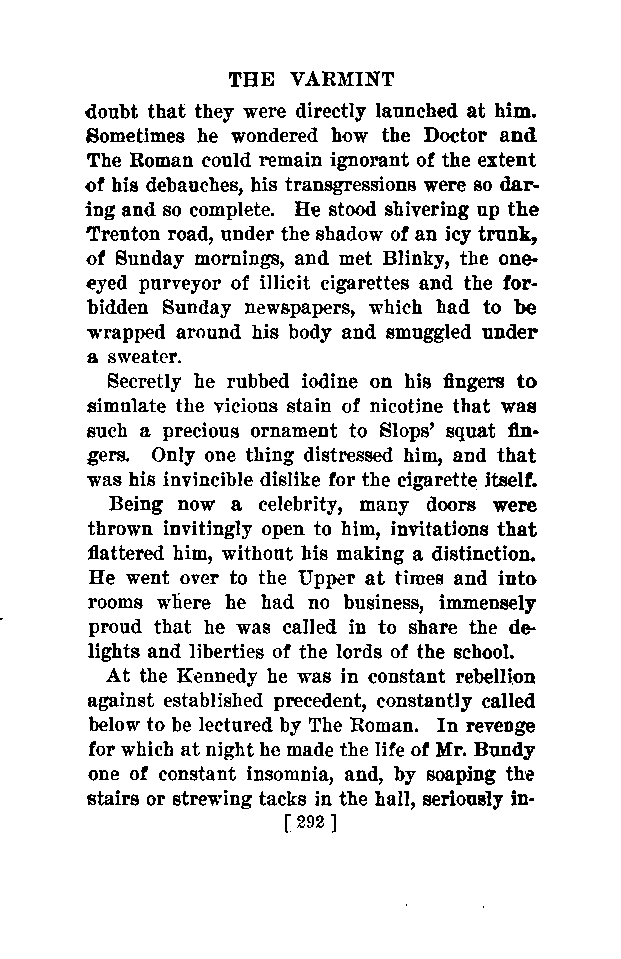 THE VARMINT
doubt that they were directly launched at him.
Sometimes he wondered how the Doctor and
The Roman could remain ignorant of the extent
of his debauches, his transgressions were so dar-
ing and so complete. He stood shivering up the
Trenton road, under the shadow of an icy trunk,
of Sunday mornings, and met Blinky, the one-
eyed purveyor of illicit cigarettes and the for-
bidden Sunday newspapers, which had to be
wrapped around his body and smuggled under
a sweater.
Secretly he rubbed iodine on his fingers to
simulate the vicious stain of nicotine that was
such a precious ornament to Slops' squat fin-
gers. Only one thing distressed him, and that
was his invincible dislike for the cigarette itself.
Being now a celebrity, many doors were
thrown invitingly open to him, invitations that
flattered him, without his making a distinction.
He went over to the Upper at times and into
rooms where he had no business, immensely
proud that he was called in to share the de-
lights and liberties of the lords of the school.
At the Kennedy he was in constant rebellion
against established precedent, constantly called
below to be lectured by The Roman. In revenge
for which at night he made the life of Mr. Bundy
one of constant insomnia, and, by soaping the
stairs or strewing tacks in the hall, seriously in-
[ 292 ]